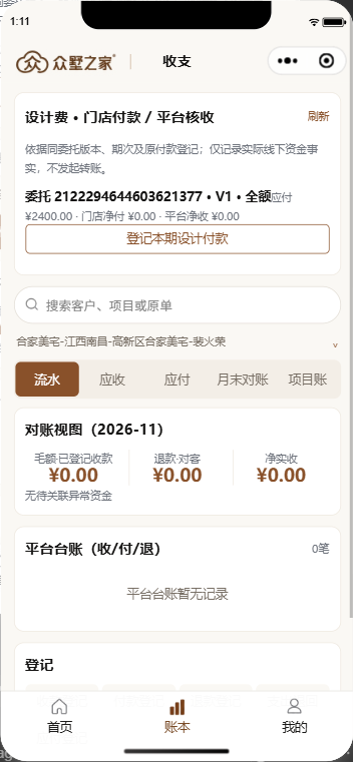 1:11
众墅之家
收支
设计费 • 门店付款 / 平台核收
刷新
依据同委托版本、期次及原付款登记；仅记录实际线下资金事
实，不发起转账。
委托 2122294644603621377 • V1 • 全额应付
¥2400.00 · 门店净付 ¥0.00 · 平台净收 ¥0.00
登记本期设计付款
搜索客户、项目或原单
合家美宅-江西南昌-高新区合家美宅-裴火荣
流水 应收 应付 月末对账 项目账
对账视图（2026-11）
毛额·已登记收款 退款·对客 净实收
¥0.00 ¥0.00 ¥0.00
无待关联异常资金
平台台账（收/付/退）
0笔
平台台账暂无记录
登记
首页 账本 我的